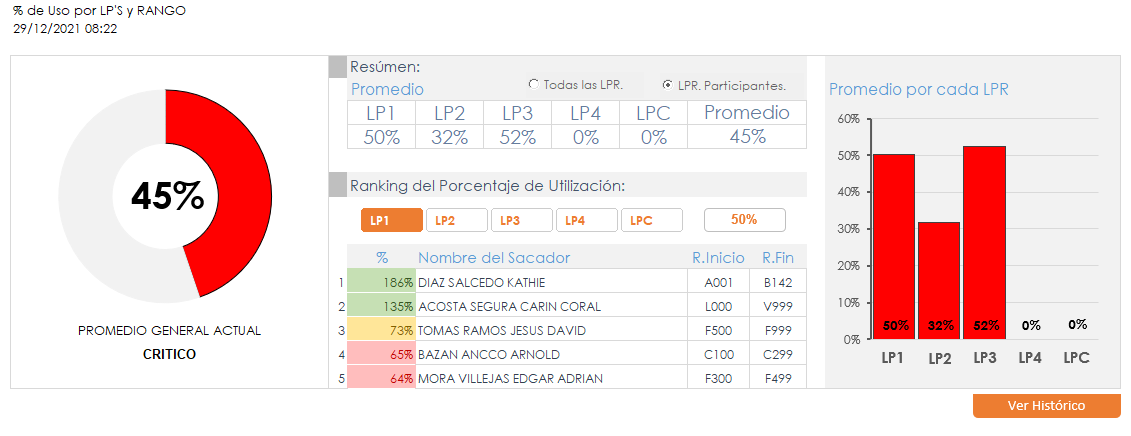 % de Uso por LP'S y RANGO
29/12/2021 08:22
45%
PROMEDIO GENERAL ACTUAL
CRITICO
Resúmen:
Promedio
Todas las LPR.
LPR. Participantes.
LP1 LP2 LP3 LP4 LPC Promedio
50% 32% 52% 0% 0% 45%
Ranking del Porcentaje de Utilización:
LP1 LP2 LP3 LP4 LPC 50%
% Nombre del Sacador R.Inicio R.Fin
1 186% DIAZ SALCEDO KATHIE A001 B142
2 135% ACOSTA SEGURA CARIN CORAL L000 V999
3 73% TOMAS RAMOS JESUS DAVID F500 F999
4 65% BAZAN ANCCO ARNOLD C100 C299
5 64% MORA VILLEJAS EDGAR ADRIAN F300 F499
Promedio por cada LPR
60%
50%
40%
30%
20%
10%
0%
50% 32% 52% 0% 0%
LP1 LP2 LP3 LP4 LPC
Ver Histórico